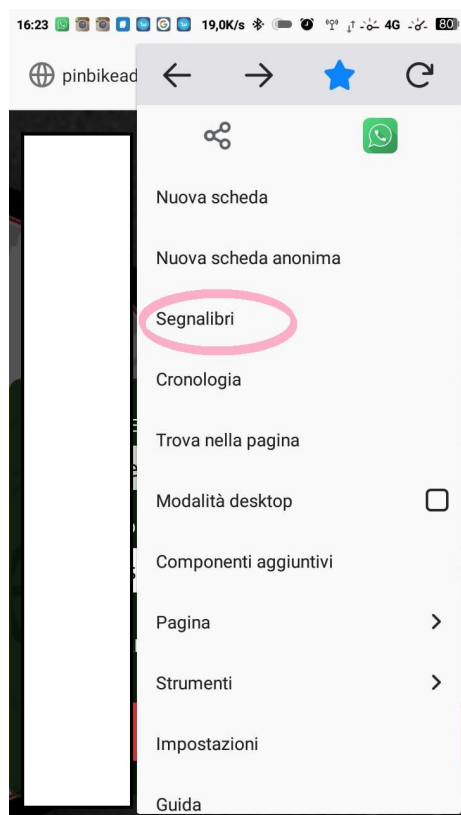 16:23 19,0K/s 4G 80
pinbikead
Nuova scheda
Nuova scheda anonima
Segnalibri
Cronologia
Trova nella pagina
Modalità desktop
Componenti aggiuntivi
Pagina
Strumenti
Impostazioni
Guida